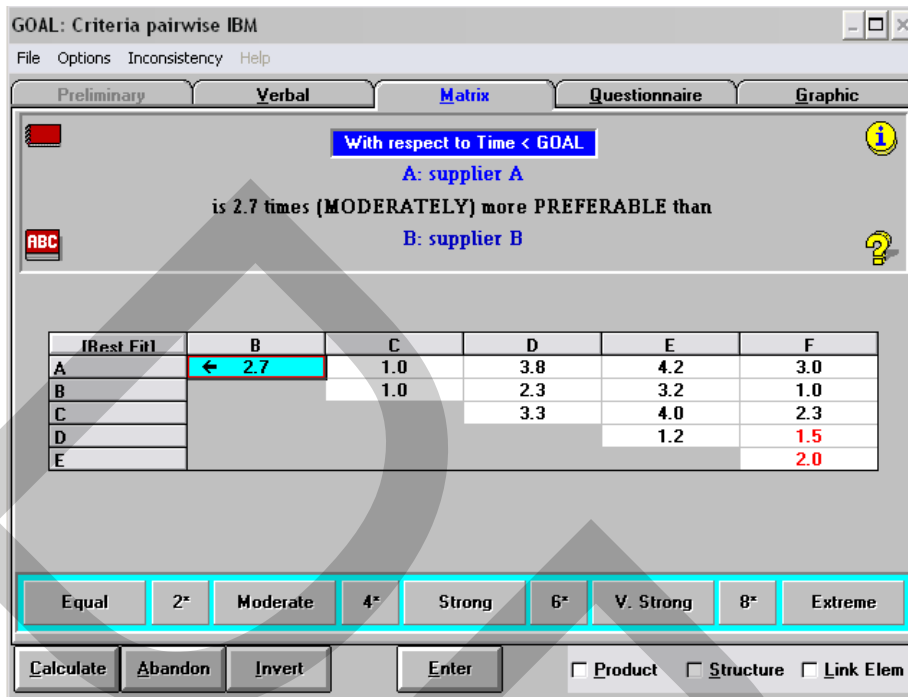 GOAL: Criteria pairwise IBM
File Options Inconsistency Help
Preliminary Verbal Matrix Questionnaire Graphic
With respect to Time < GOAL
A: supplier A
is 2.7 times (MODERATELY) more PREFERABLE than
ABC B: supplier B
[Best Fit] B C D E F
A ← 2.7 1.0 3.8 4.2 3.0
B 1.0 2.3 3.2 1.0
C 3.3 4.0 2.3
D 1.2 1.5
E 2.0
Equal 2* Moderate 4* Strong 6* V. Strong 8* Extreme
Calculate Abandon Invert Enter Product Structure Link Elem